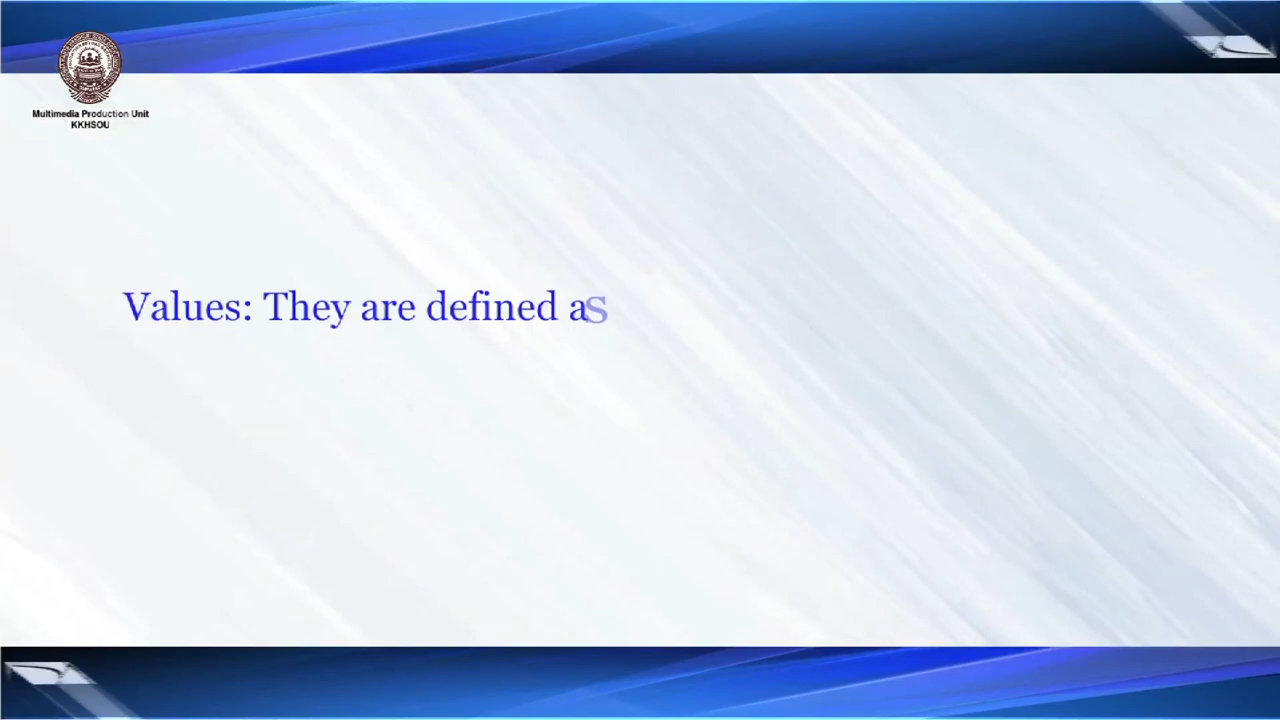 Multimedia Production Unit
KKHSOU
Values: They are defined as